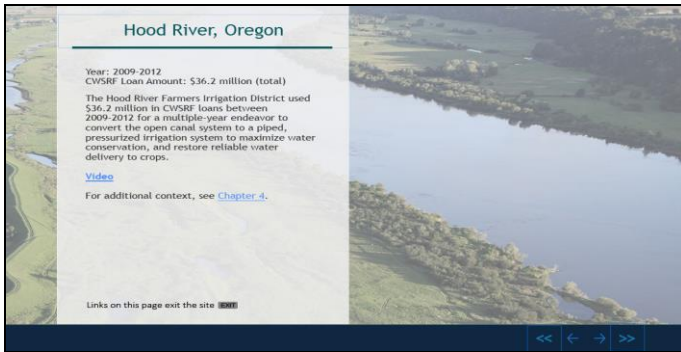 Hood River, Oregon
Year: 2009-2012
CWSRF Loan Amount: $36.2 million (total)
The Hood River Farmers Irrigation District used
$36.2 million in CWSRF loans between
2009-2012 for a multiple-year endeavor to
convert the open canal system to a piped,
pressurized irrigation system to maximize water
conservation, and restore reliable water
delivery to crops.
Video
For additional context, see Chapter 4.
Links on this page exit the site EXIT
<< ← → >>